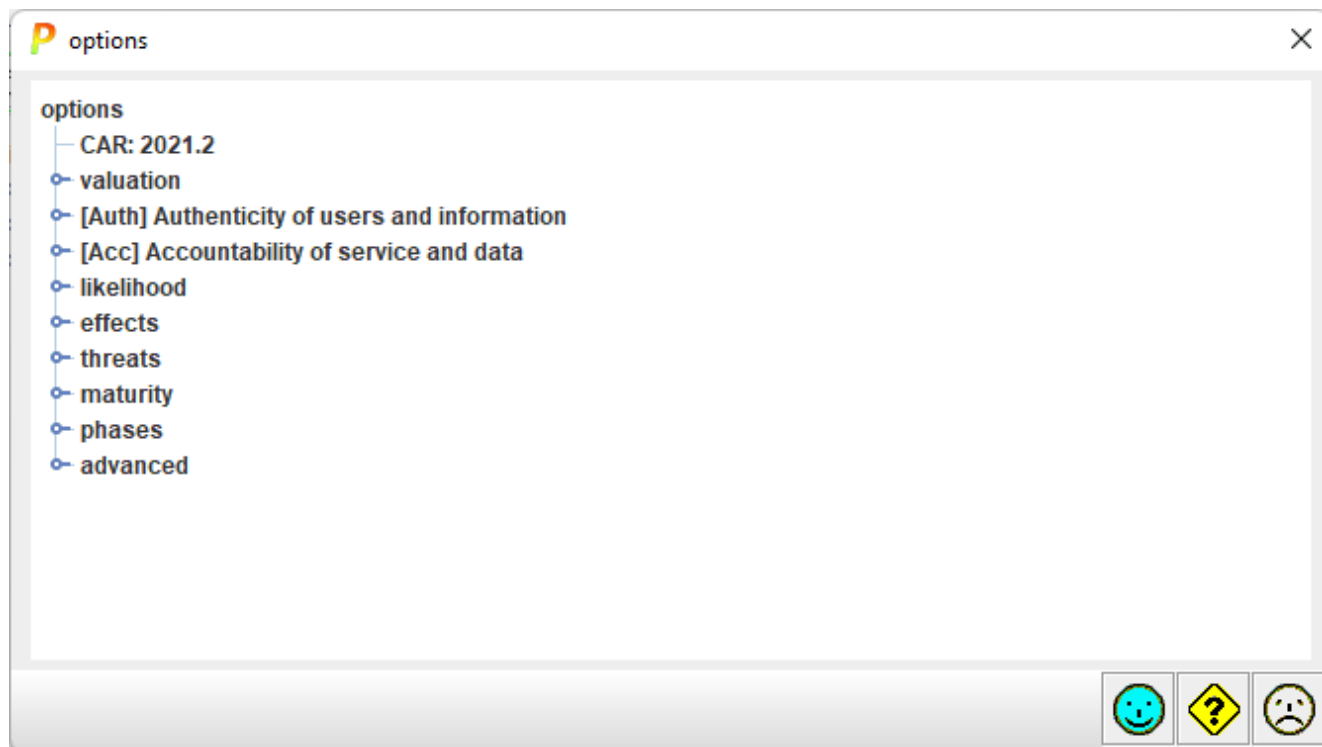 P options
options
CAR: 2021.2
valuation
[Auth] Authenticity of users and information
[Acc] Accountability of service and data
likelihood
effects
threats
maturity
phases
advanced
?